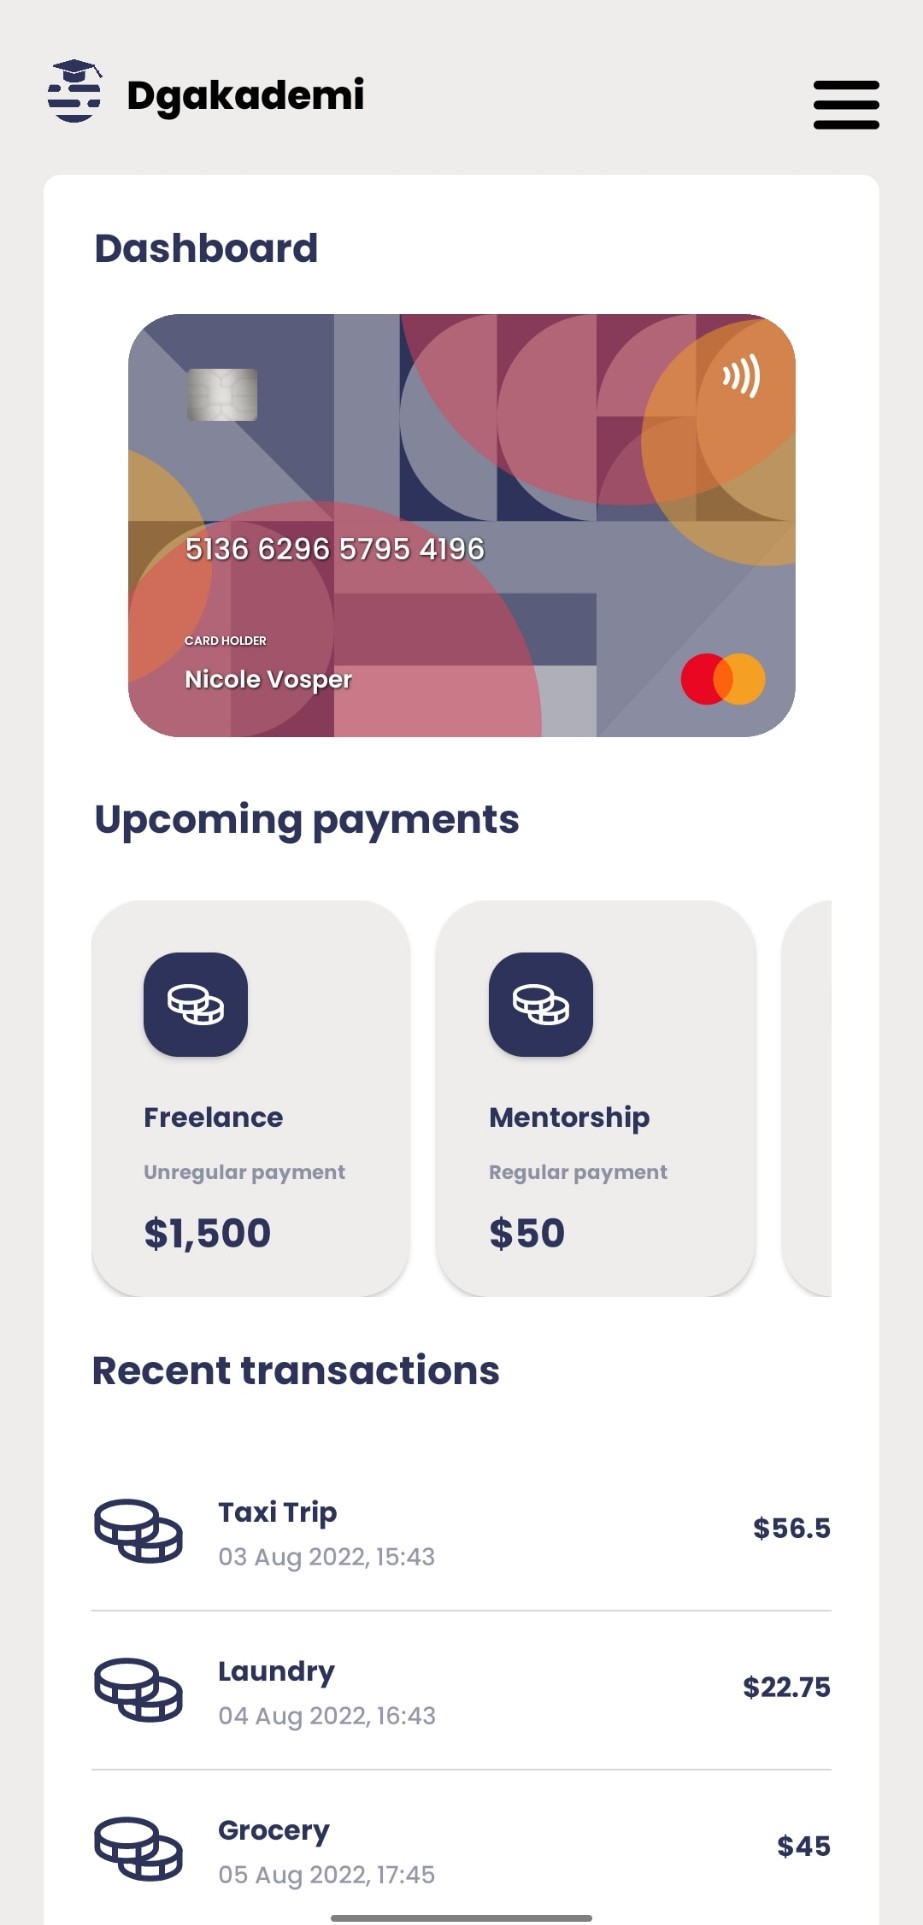 Dgakademi
Dashboard
5136 6296 5795 4196
CARD HOLDER
Nicole Vosper
Upcoming payments
Freelance
Unregular payment
$1,500
Mentorship
Regular payment
$50
Recent transactions
Taxi Trip
03 Aug 2022, 15:43
$56.5
Laundry
04 Aug 2022, 16:43
$22.75
Grocery
05 Aug 2022, 17:45
$45